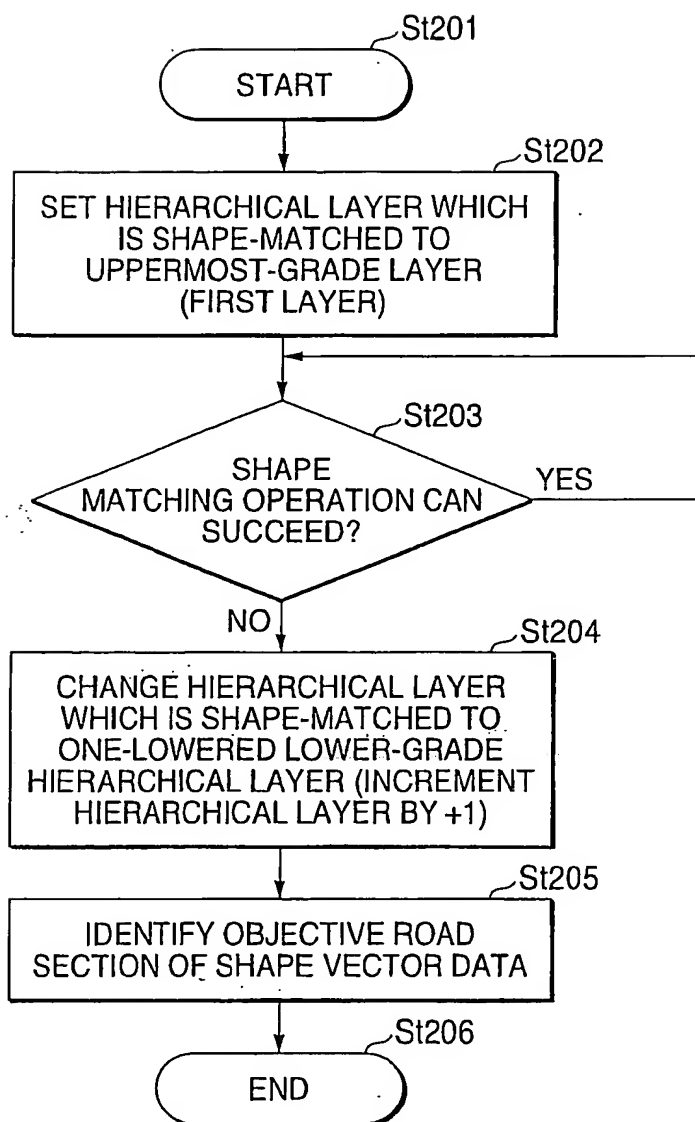 St201
START
St202
SET HIERARCHICAL LAYER WHICH
IS SHAPE-MATCHED TO
UPPERMOST-GRADE LAYER
(FIRST LAYER)
St203
SHAPE
MATCHING OPERATION CAN
SUCCEED?
YES
NO
St204
CHANGE HIERARCHICAL LAYER
WHICH IS SHAPE-MATCHED TO
ONE-LOWERED LOWER-GRADE
HIERARCHICAL LAYER (INCREMENT
HIERARCHICAL LAYER BY +1)
St205
IDENTIFY OBJECTIVE ROAD
SECTION OF SHAPE VECTOR DATA
St206
END